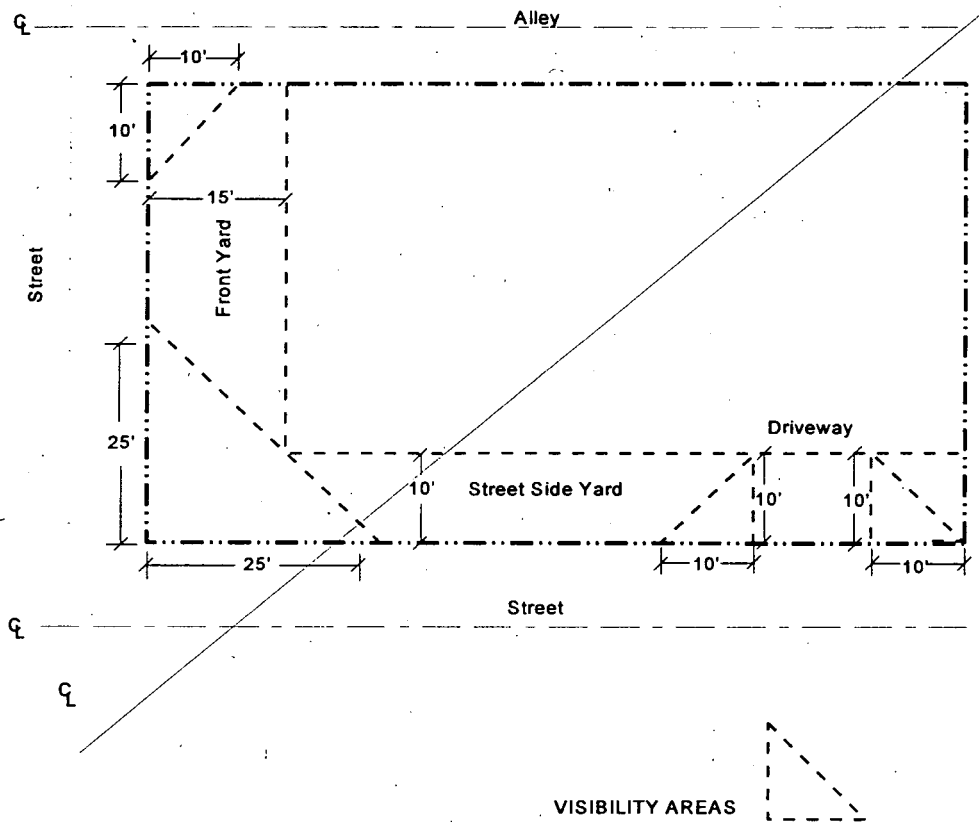 ℄
Alley
10'
10'
15'
Front Yard
Street
25'
Driveway
10'
Street Side Yard
10'
10'
25'
10'
10'
Street
℄
℄
VISIBILITY AREAS